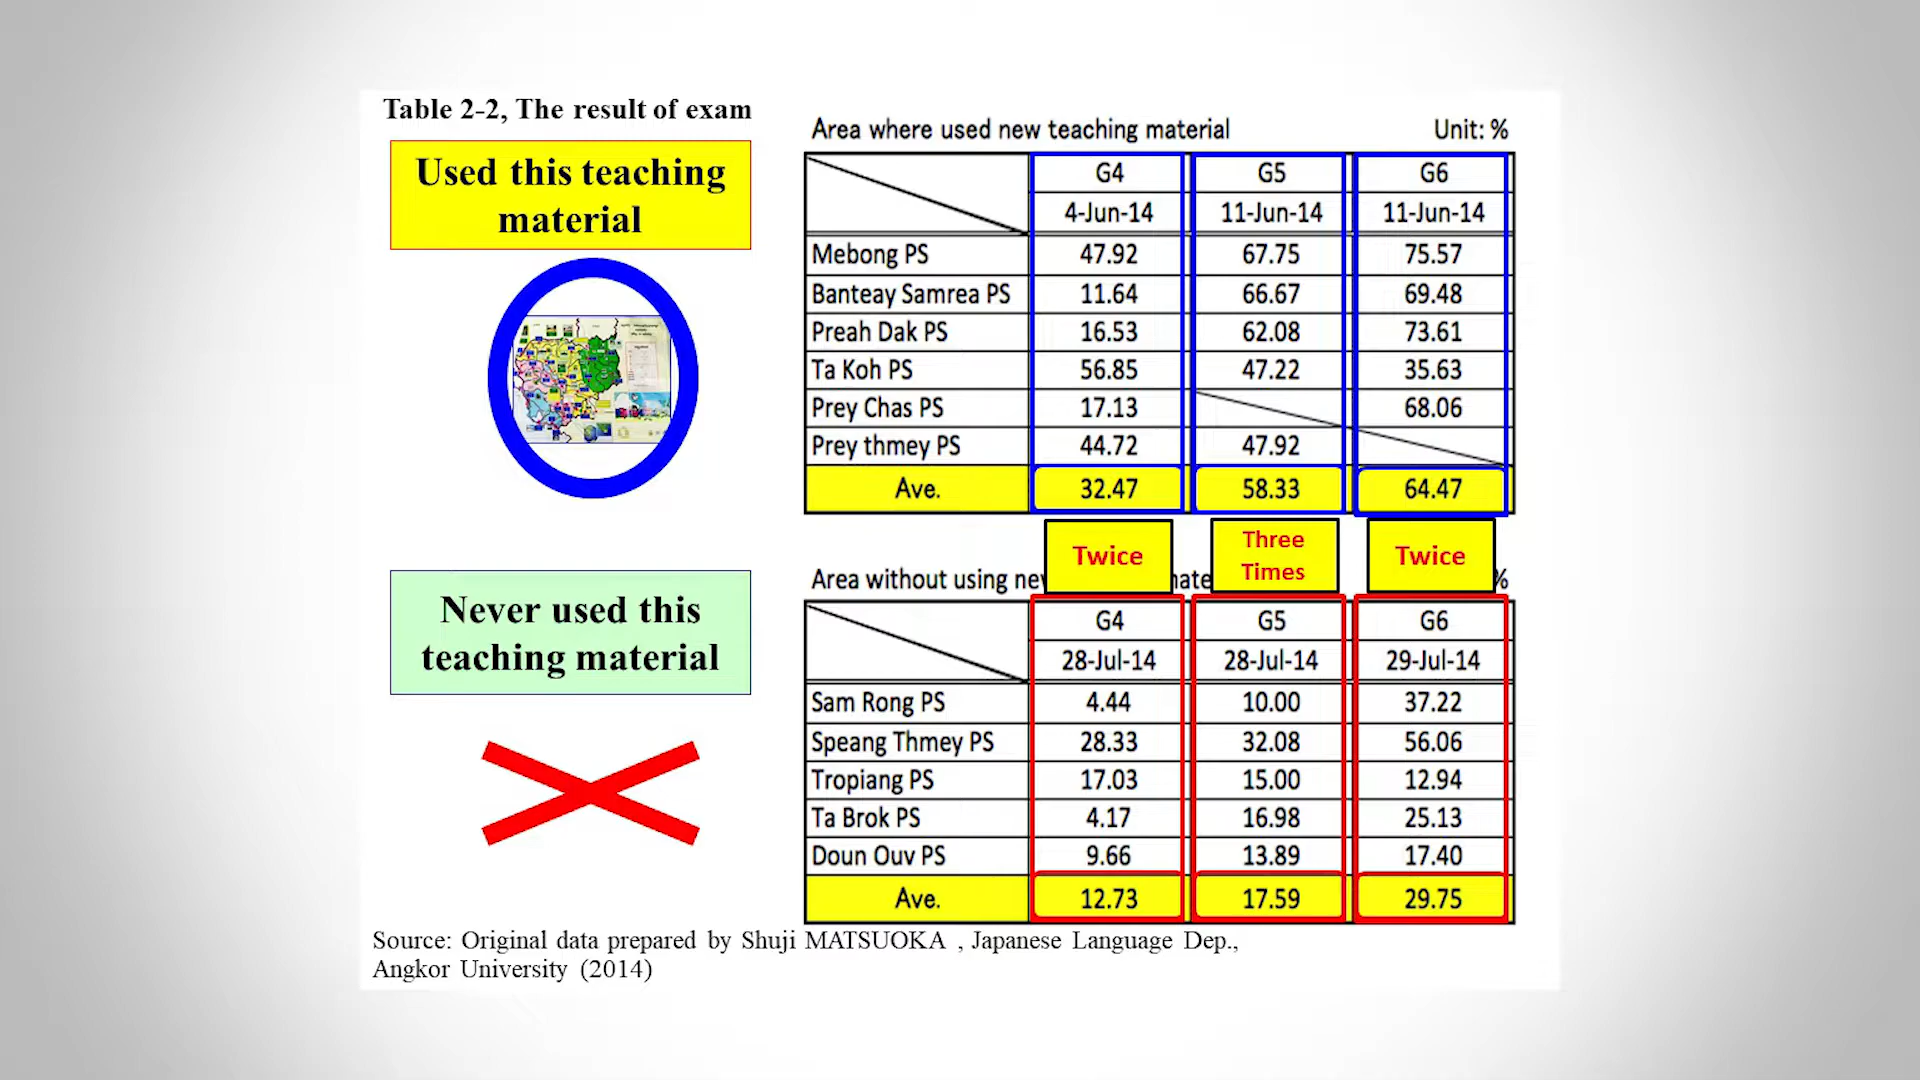 Table 2-2, The result of exam
Used this teaching
material
Area where used new teaching material Unit: %
G4 G5 G6
4-Jun-14 11-Jun-14 11-Jun-14
Mebong PS 47.92 67.75 75.57
Banteay Samrea PS 11.64 66.67 69.48
Preah Dak PS 16.53 62.08 73.61
Ta Koh PS 56.85 47.22 35.63
Prey Chas PS 17.13 68.06
Prey thmey PS 44.72 47.92
Ave. 32.47 58.33 64.47
Twice Three Times Twice
Never used this
teaching material
Area without using %
G4 G5 G6
28-Jul-14 28-Jul-14 29-Jul-14
Sam Rong PS 4.44 10.00 37.22
Speang Thmey PS 28.33 32.08 56.06
Tropiang PS 17.03 15.00 12.94
Ta Brok PS 4.17 16.98 25.13
Doun Ouv PS 9.66 13.89 17.40
Ave. 12.73 17.59 29.75
Source: Original data prepared by Shuji MATSUOKA , Japanese Language Dep.,
Angkor University (2014)